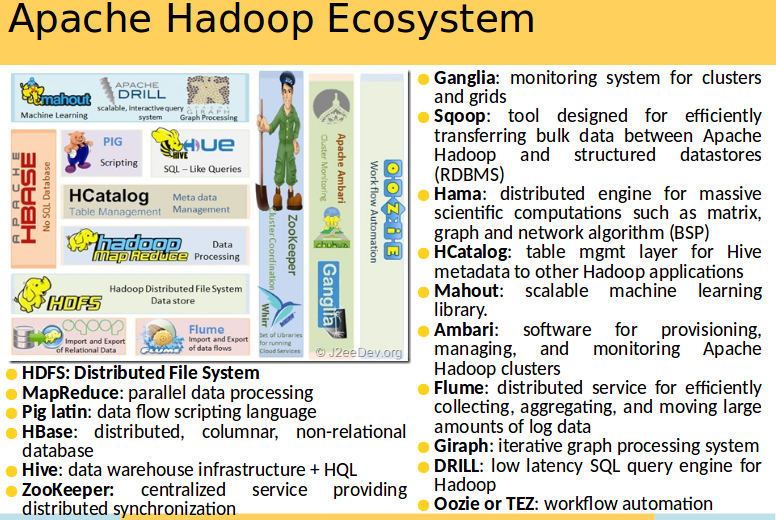 Apache Hadoop Ecosystem
mahout
Machine Learning
APACHE
DRILL
scalable, interactive query
system
GIRAPH
Graph Processing
APACHE
HBASE
No SQL Database
PIG
Scripting
HIVE
HUE
SQL – Like Queries
HCatalog
Table Management
Meta data
Management
hadoop
Map Reduce
Data
Processing
HDFS
Hadoop Distributed File System
Data store
sqoop
Import and Export
of Relational Data
FLUME
Flume
Import and Export
of data flows
ZooKeeper
Cluster Coordination
Whirr
Set of Libraries
for running
Cloud Services
Apache Ambari
Cluster Monitoring
Ganglia
OOZIE
Work flow Automation
© J2eeDev.org
HDFS: Distributed File System
MapReduce: parallel data processing
Pig latin: data flow scripting language
HBase: distributed, columnar, non-relational
database
Hive: data warehouse infrastructure + HQL
ZooKeeper: centralized service providing
distributed synchronization
Ganglia: monitoring system for clusters
and grids
Sqoop: tool designed for efficiently
transferring bulk data between Apache
Hadoop and structured datastores
(RDBMS)
Hama: distributed engine for massive
scientific computations such as matrix,
graph and network algorithm (BSP)
HCatalog: table mgmt layer for Hive
metadata to other Hadoop applications
Mahout: scalable machine learning
library.
Ambari: software for provisioning,
managing, and monitoring Apache
Hadoop clusters
Flume: distributed service for efficiently
collecting, aggregating, and moving large
amounts of log data
Giraph: iterative graph processing system
DRILL: low latency SQL query engine for
Hadoop
Oozie or TEZ: workflow automation